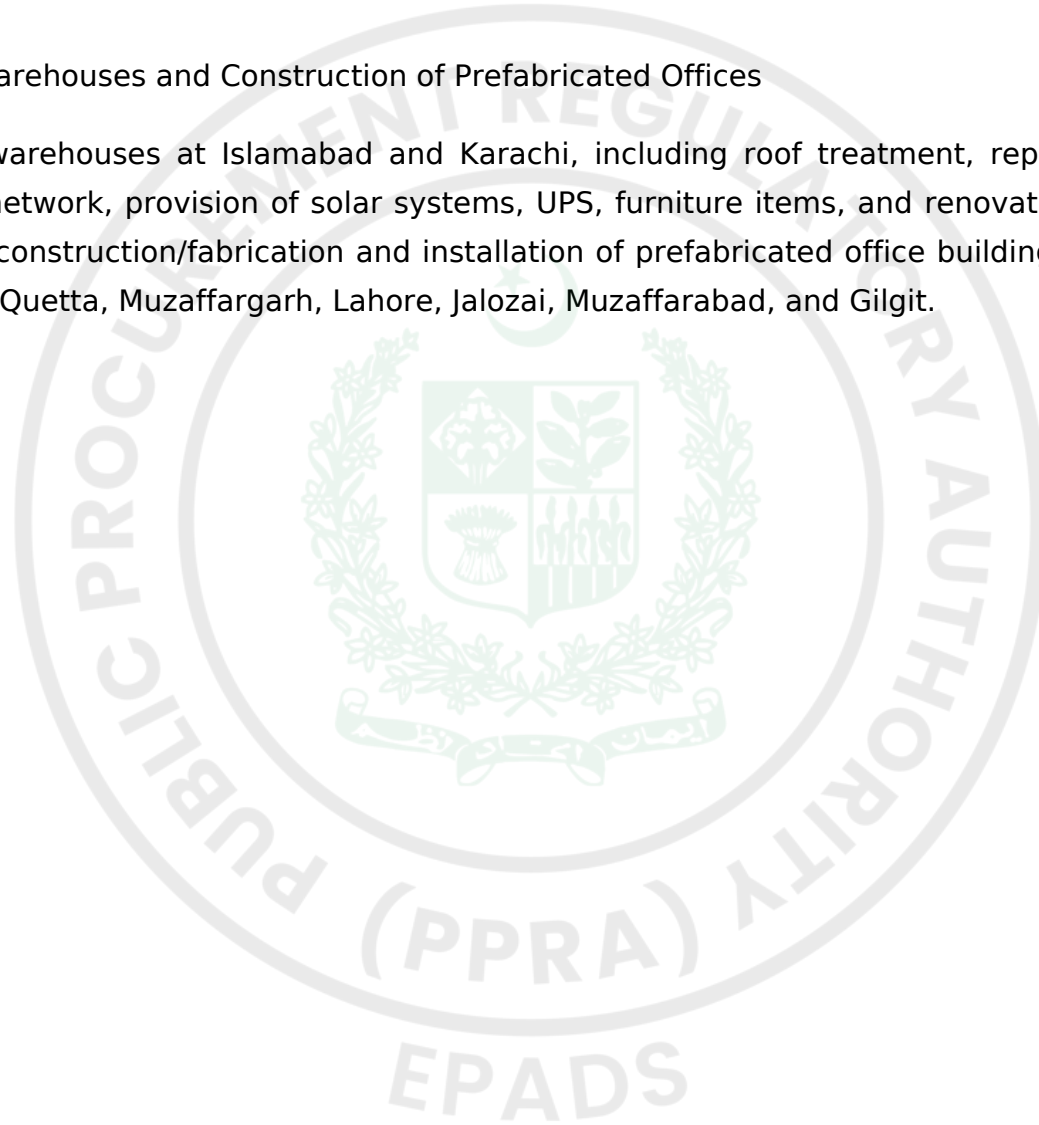 arehouses and Construction of Prefabricated Offices
warehouses at Islamabad and Karachi, including roof treatment, rep
network, provision of solar systems, UPS, furniture items, and renovat
construction/fabrication and installation of prefabricated office building
Quetta, Muzaffargarh, Lahore, Jalozai, Muzaffarabad, and Gilgit.
PUBLIC PROCUREMENT REGULATORY AUTHORITY
(PPRA)
EPADS